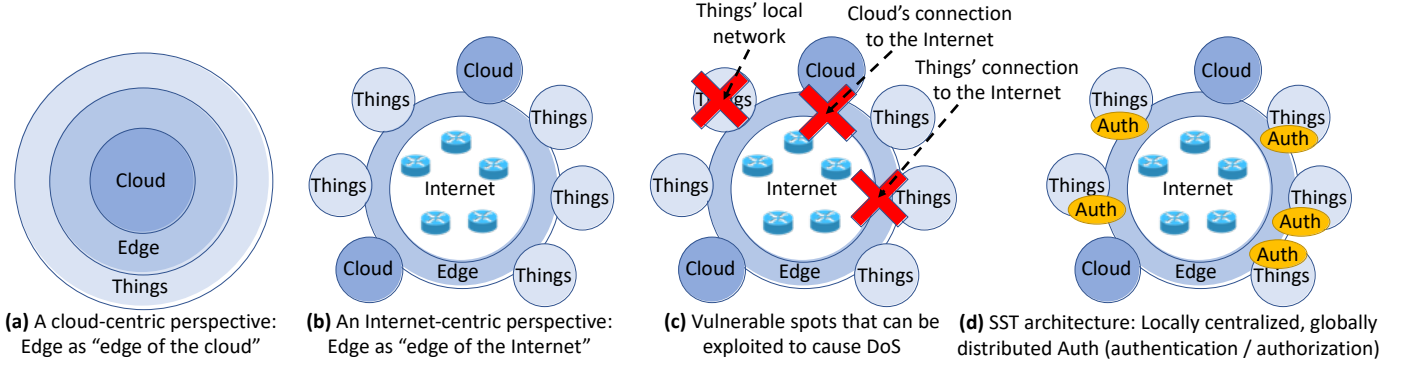 Cloud
Edge
Things
(a) A cloud-centric perspective:
Edge as “edge of the cloud”
Cloud
Things
Things
Things
Internet
Things
Cloud
Edge
Things
(b) An Internet-centric perspective:
Edge as “edge of the Internet”
Things’ local
network
Cloud’s connection
to the Internet
Things’ connection
to the Internet
Cloud
Things
Things
Things
Internet
Things
Cloud
Edge
Things
(c) Vulnerable spots that can be
exploited to cause DoS
Cloud
Things
Auth
Things
Auth
Things
Auth
Internet
Things
Auth
Cloud
Edge
Auth
Things
(d) SST architecture: Locally centralized, globally
distributed Auth (authentication / authorization)